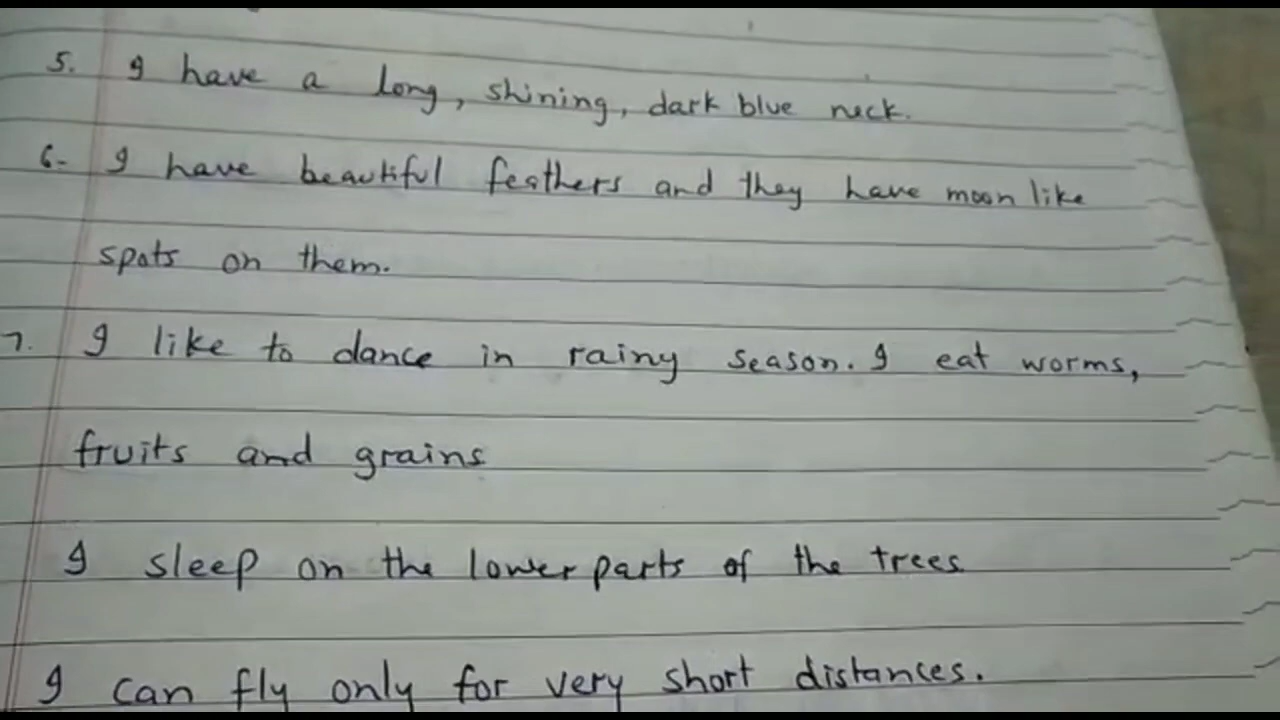 5. I have a long, shining, dark blue neck.
6- I have beautiful feathers and they have moon like
spots on them.
7. I like to dance in rainy season. I eat worms,
fruits and grains
I sleep on the lower parts of the trees
I can fly only for very short distances.